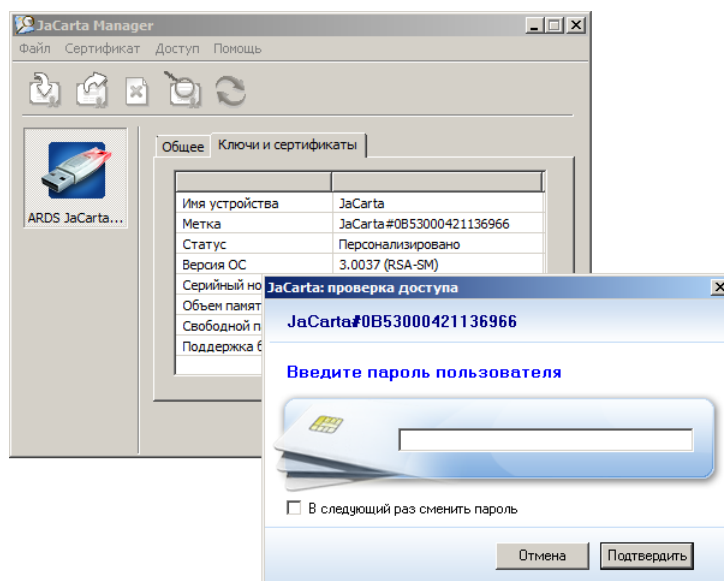 JaCarta Manager
Файл Сертификат Доступ Помощь
ARDS JaCarta...
Общее Ключи и сертификаты
Имя устройства JaCarta
Метка JaCarta#0B53000421136966
Статус Персонализировано
Версия ОС 3.0037 (RSA-SM)
Серийный но
Объем памят
Свободной п
Поддержка б
JaCarta: проверка доступа
JaCarta#0B53000421136966
Введите пароль пользователя
В следующий раз сменить пароль
Отмена Подтвердить